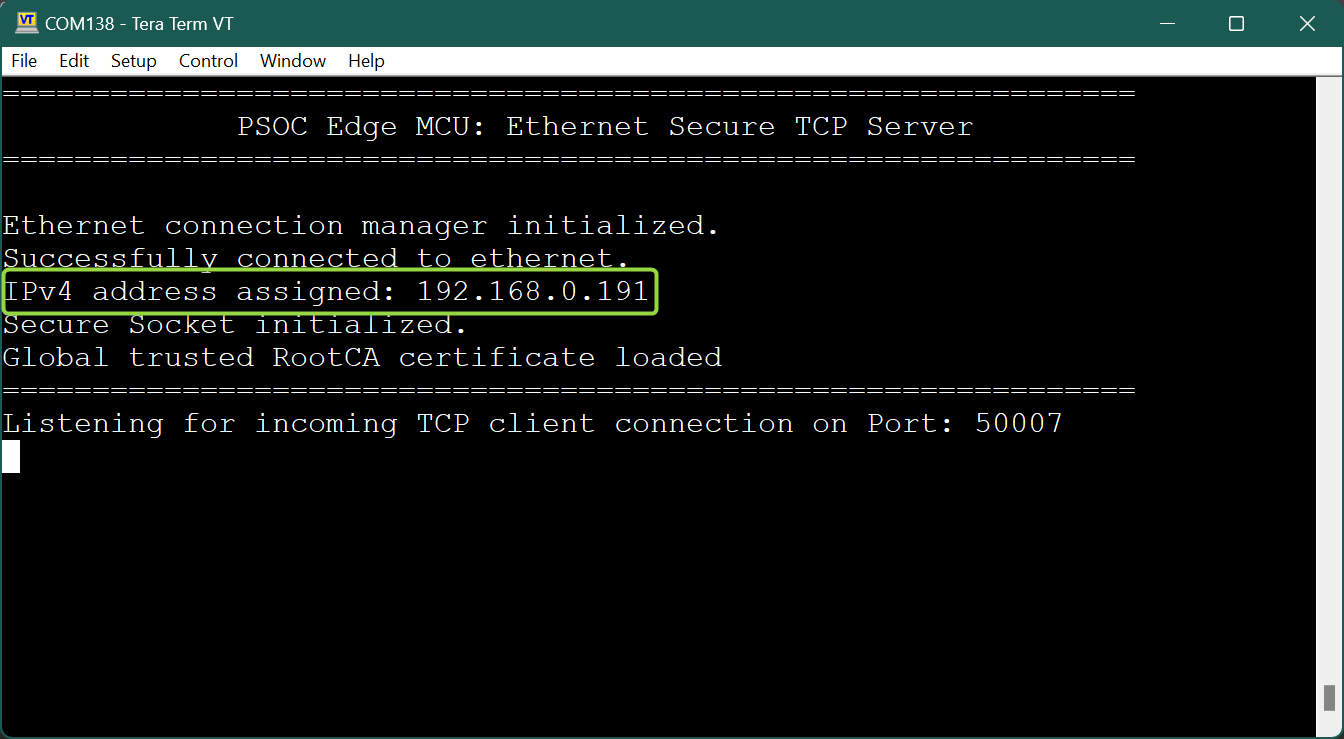 VT COM138 - Tera Term VT
File Edit Setup Control Window Help
===============================================================
PSOC Edge MCU: Ethernet Secure TCP Server
===============================================================
Ethernet connection manager initialized.
Successfully connected to ethernet.
IPv4 address assigned: 192.168.0.191
Secure Socket initialized.
Global trusted RootCA certificate loaded
===============================================================
Listening for incoming TCP client connection on Port: 50007